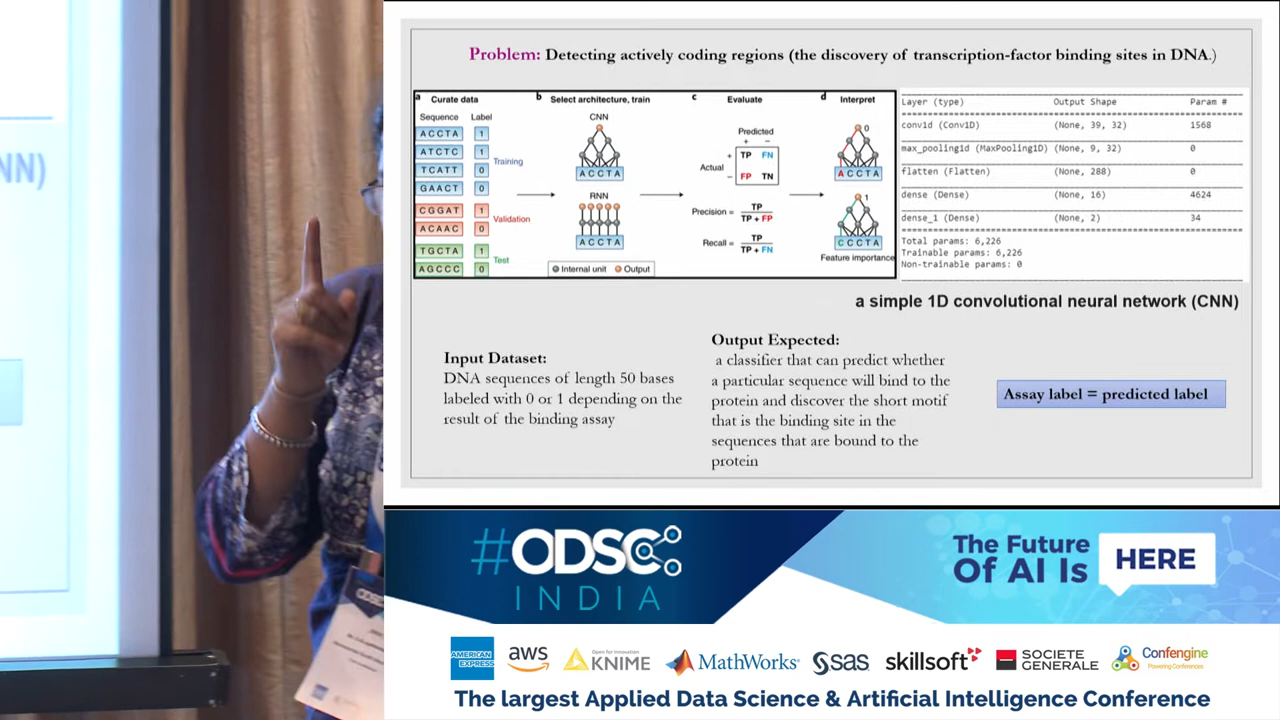 NN)
Problem: Detecting actively coding regions (the discovery of transcription-factor binding sites in DNA.)
a Curate data
Sequence Label
ACCTA 1
ATCTC 1
Training
TCATT 0
GAACT 0
CGGAT 1
Validation
ACAAC 0
TGCTA 1
Test
AGCCC 0
b Select architecture, train
CNN
ACCTA
RNN
ACCTA
Internal unit Output
c Evaluate
Predicted
+ −
Actual + TP FN
− FP TN
Precision = TP / TP + FP
Recall = TP / TP + FN
d Interpret
0
ACCTA
1
CCCTA
Feature importance
Layer (type) Output Shape Param #
conv1d (Conv1D) (None, 39, 32) 1568
max_pooling1d (MaxPooling1D) (None, 9, 32) 0
flatten (Flatten) (None, 288) 0
dense (Dense) (None, 16) 4624
dense_1 (Dense) (None, 2) 34
Total params: 6,226
Trainable params: 6,226
Non-trainable params: 0
a simple 1D convolutional neural network (CNN)
Input Dataset:
DNA sequences of length 50 bases
labeled with 0 or 1 depending on the
result of the binding assay
Output Expected:
a classifier that can predict whether
a particular sequence will bind to the
protein and discover the short motif
that is the binding site in the
sequences that are bound to the
protein
Assay label = predicted label
#ODSC
INDIA
The Future
Of AI Is
HERE
AMERICAN
EXPRESS
aws
Open for Innovation
KNIME
MathWorks
sas
skillsoft
SOCIETE
GENERALE
Confengine
Powering Conferences
The largest Applied Data Science & Artificial Intelligence Conference